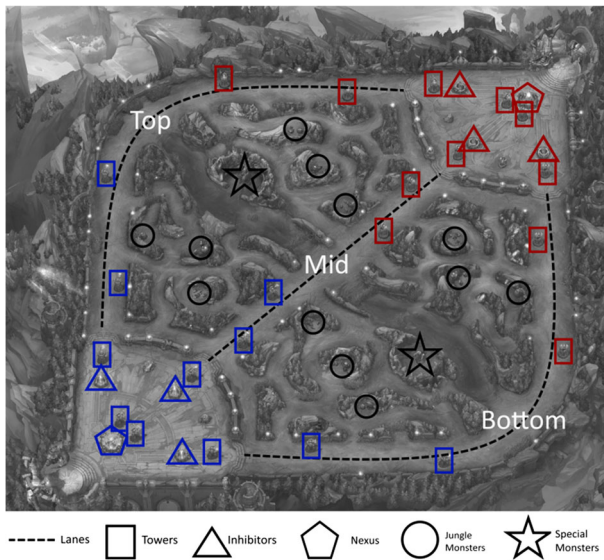 Top
Mid
Bottom
Lanes
Towers
Inhibitors
Nexus
Jungle
Monsters
Special
Monsters